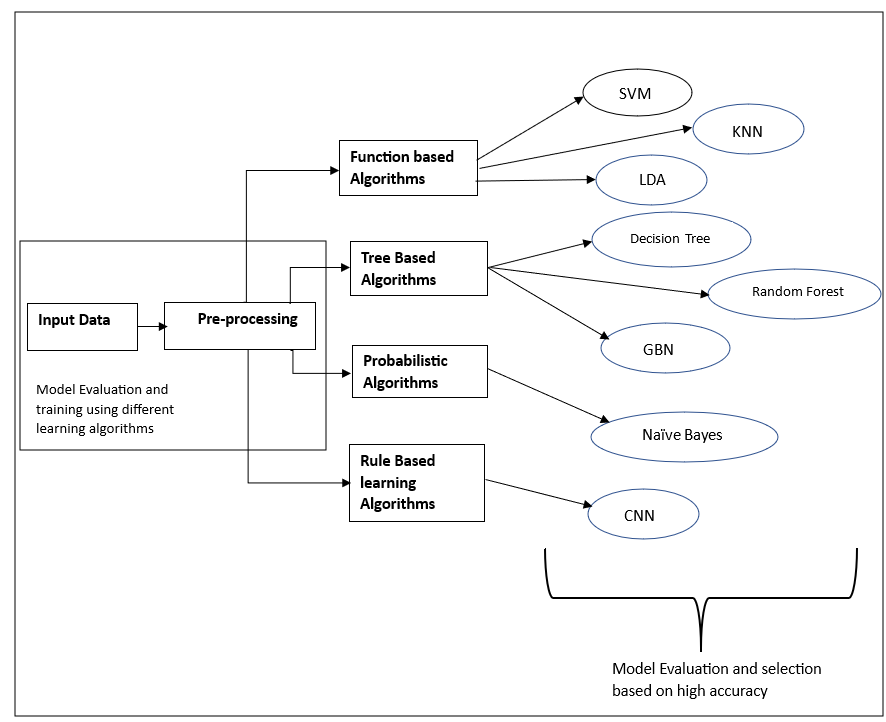 SVM
KNN
Function based
Algorithms
LDA
Decision Tree
Tree Based
Algorithms
Random Forest
Input Data
Pre-processing
GBN
Probabilistic
Algorithms
Model Evaluation and
training using different
learning algorithms
Naïve Bayes
Rule Based
learning
Algorithms
CNN
Model Evaluation and selection
based on high accuracy